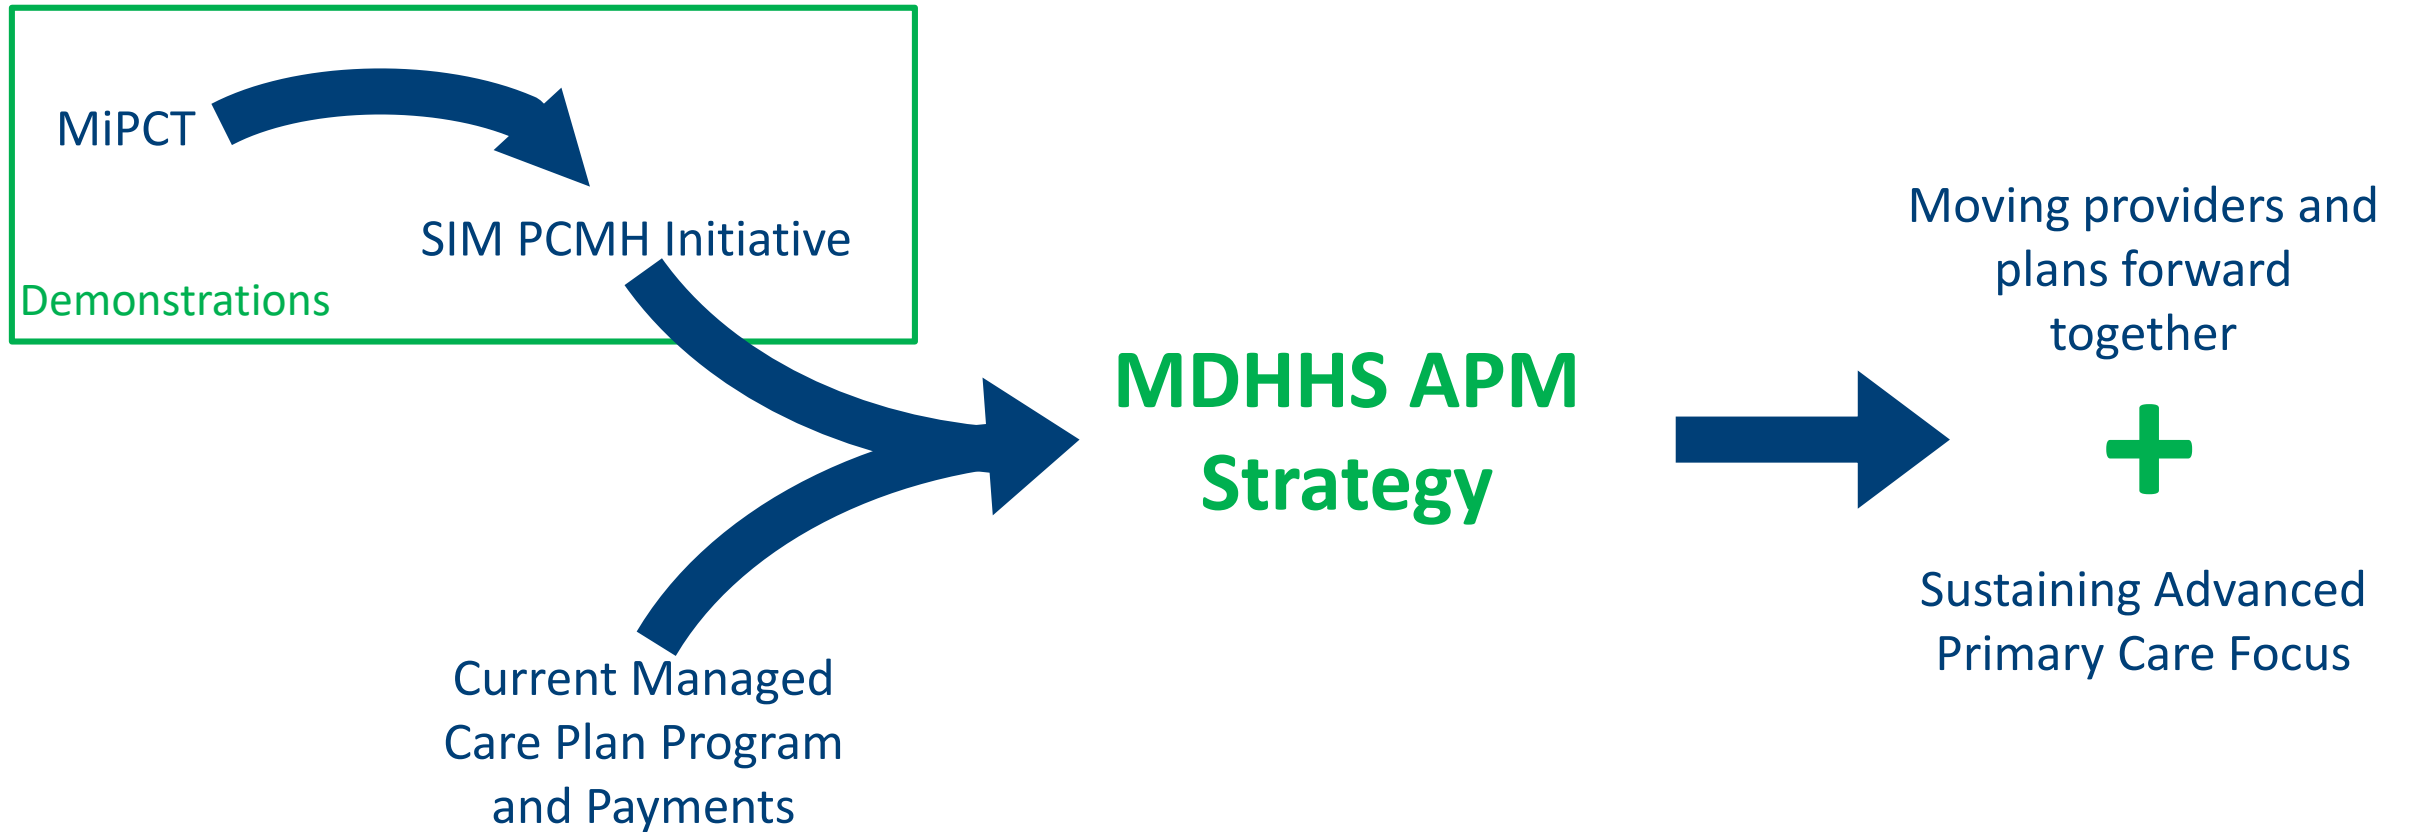 MiPCT
SIM PCMH Initiative
Demonstrations
Current Managed
Care Plan Program
and Payments
MDHHS APM
Strategy
Moving providers and
plans forward
together
+
Sustaining Advanced
Primary Care Focus